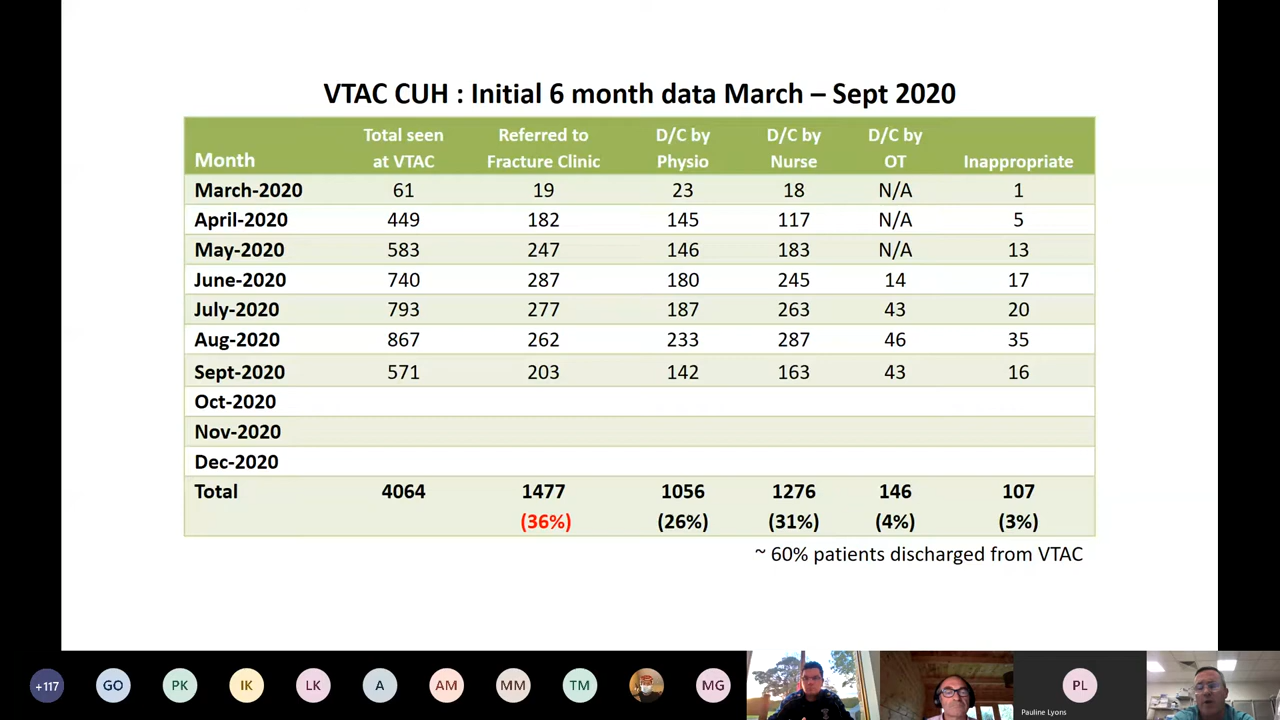 VTAC CUH : Initial 6 month data March – Sept 2020
Month Total seen at VTAC Referred to Fracture Clinic D/C by Physio D/C by Nurse D/C by OT Inappropriate
March-2020 61 19 23 18 N/A 1
April-2020 449 182 145 117 N/A 5
May-2020 583 247 146 183 N/A 13
June-2020 740 287 180 245 14 17
July-2020 793 277 187 263 43 20
Aug-2020 867 262 233 287 46 35
Sept-2020 571 203 142 163 43 16
Oct-2020
Nov-2020
Dec-2020
Total 4064 1477 1056 1276 146 107
(36%) (26%) (31%) (4%) (3%)
~ 60% patients discharged from VTAC
+117 GO PK IK LK A AM MM TM MG PL
Pauline Lyons